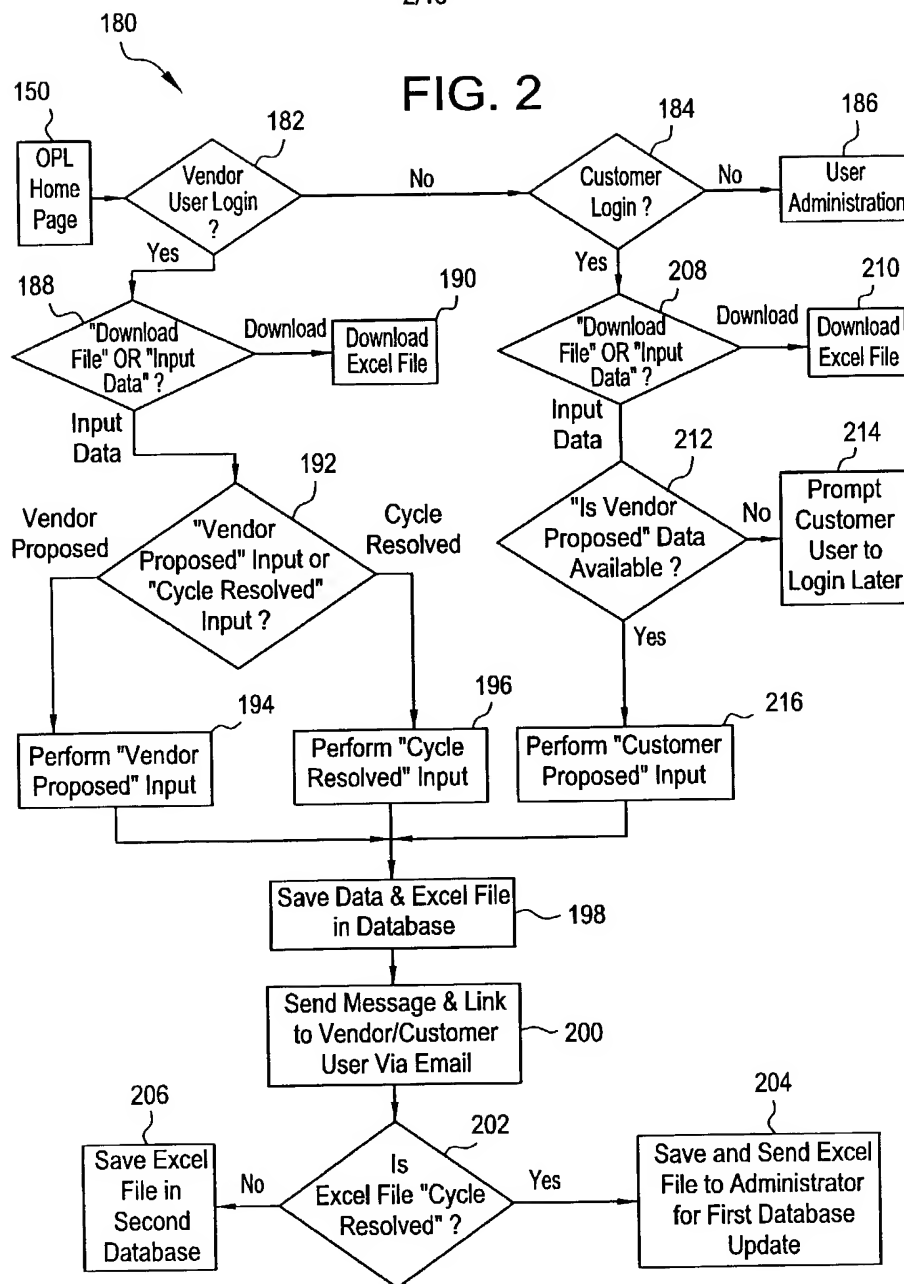 180
FIG. 2
150
182
184
186
OPL
Home
Page
Vendor
User Login
?
No
Customer
Login ?
No
User
Administration
Yes
Yes
188
190
208
210
"Download
File" OR "Input
Data" ?
Download
Download
Excel File
"Download
File" OR "Input
Data" ?
Download
Download
Excel File
Input
Data
Input
Data
192
212
214
Vendor
Proposed
"Vendor
Proposed" Input or
"Cycle Resolved"
Input ?
Cycle
Resolved
"Is Vendor
Proposed" Data
Available ?
No
Prompt
Customer
User to
Login Later
Yes
194
196
216
Perform "Vendor
Proposed" Input
Perform "Cycle
Resolved" Input
Perform "Customer
Proposed" Input
Save Data & Excel File
in Database
198
Send Message & Link
to Vendor/Customer
User Via Email
200
206
202
204
Save Excel
File in
Second
Database
No
Is
Excel File "Cycle
Resolved" ?
Yes
Save and Send Excel
File to Administrator
for First Database
Update